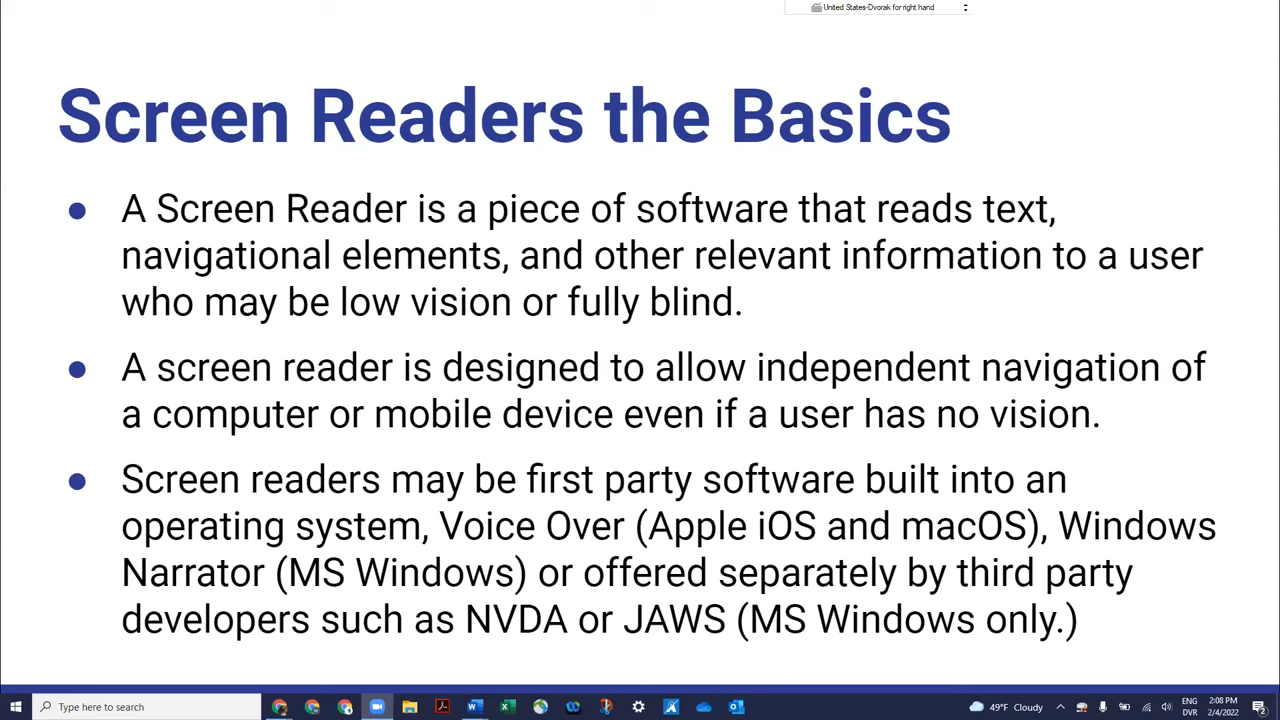 United States-Dvorak for right hand
Screen Readers the Basics
● A Screen Reader is a piece of software that reads text,
navigational elements, and other relevant information to a user
who may be low vision or fully blind.
● A screen reader is designed to allow independent navigation of
a computer or mobile device even if a user has no vision.
● Screen readers may be first party software built into an
operating system, Voice Over (Apple iOS and macOS), Windows
Narrator (MS Windows) or offered separately by third party
developers such as NVDA or JAWS (MS Windows only.)
Type here to search
49°F Cloudy
ENG
DVR
2:08 PM
2/4/2022
2